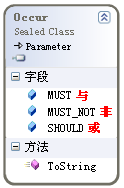 Occur
Sealed Class
Parameter
字段
MUST 与
MUST_NOT 非
SHOULD 或
方法
ToString